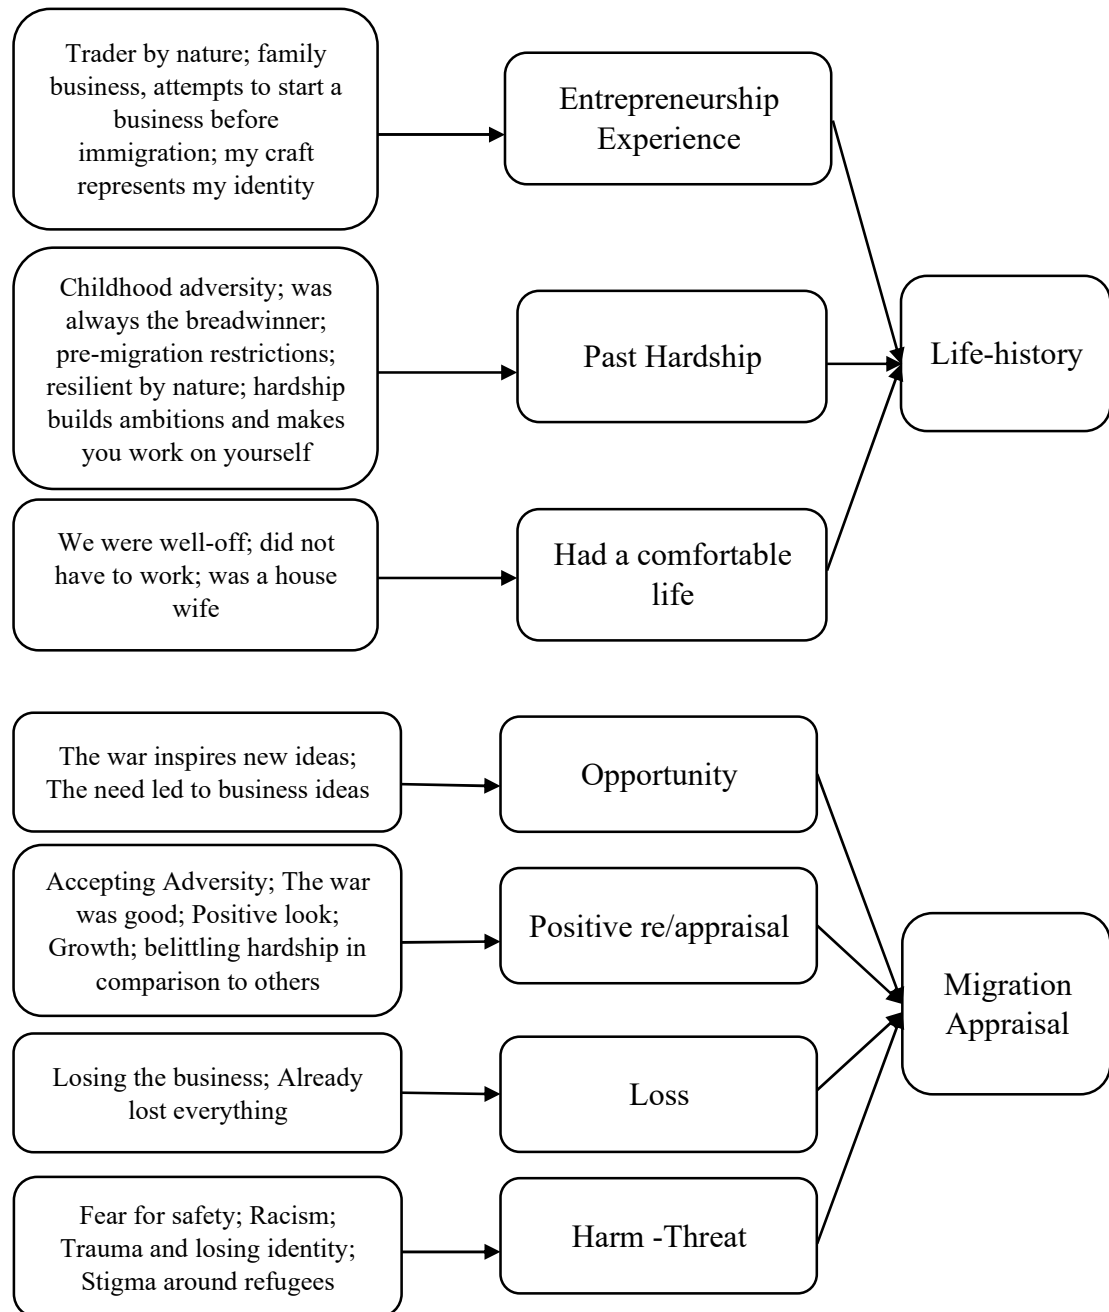 Trader by nature; family
business, attempts to start a
business before
immigration; my craft
represents my identity
Entrepreneurship
Experience
Childhood adversity; was
always the breadwinner;
pre-migration restrictions;
resilient by nature; hardship
builds ambitions and makes
you work on yourself
Past Hardship
Life-history
We were well-off; did not
have to work; was a house
wife
Had a comfortable
life
The war inspires new ideas;
The need led to business ideas
Opportunity
Accepting Adversity; The war
was good; Positive look;
Growth; belittling hardship in
comparison to others
Positive re/appraisal
Migration
Appraisal
Losing the business; Already
lost everything
Loss
Fear for safety; Racism;
Trauma and losing identity;
Stigma around refugees
Harm -Threat